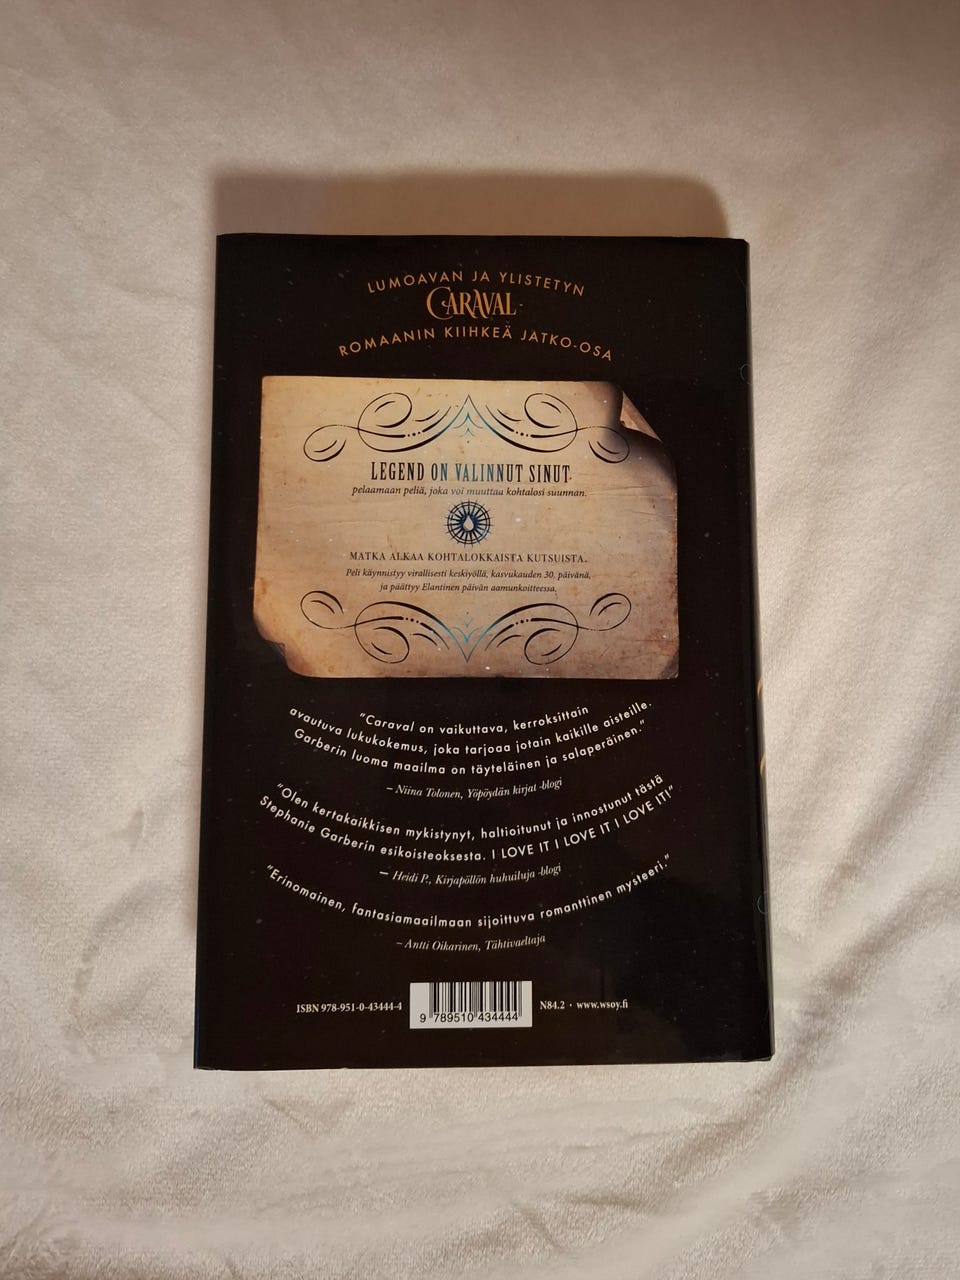 LUMOAVAN JA YLISTETYN
CARAVAL-
ROMAANIN KIIHKEÄ JATKO-OSA
LEGEND ON VALINNUT SINUT
pelaamaan peliä, joka voi muuttaa kohtalosi suunnan.
MATKA ALKAA KOHTALOKKAISTA KUTSUISTA.
Peli käynnistyy virallisesti keskiyöllä, kasvukauden 30. päivänä,
ja päättyy Elantinen päivän aamunkoitteessa.
"Caraval on vaikuttava, kerroksittain
avautuva lukukokemus, joka tarjoaa jotain kaikille aisteille.
Garberin luoma maailma on täyteläinen ja salaperäinen."
– Niina Tolonen, Yöpöydän kirjat -blogi
"Olen kertakaikkisen mykistynyt, haltioitunut ja innostunut tästä
Stephanie Garberin esikoisteoksesta. I LOVE IT I LOVE IT I LOVE IT!"
– Heidi P., Kirjapöllön huhuiluja -blogi
"Erinomainen, fantasiamaailmaan sijoittuva romanttinen mysteeri."
– Antti Oikarinen, Tähtivaeltaja
ISBN 978-951-0-43444-4
9 789510 434444
N84.2 · www.wsoy.fi